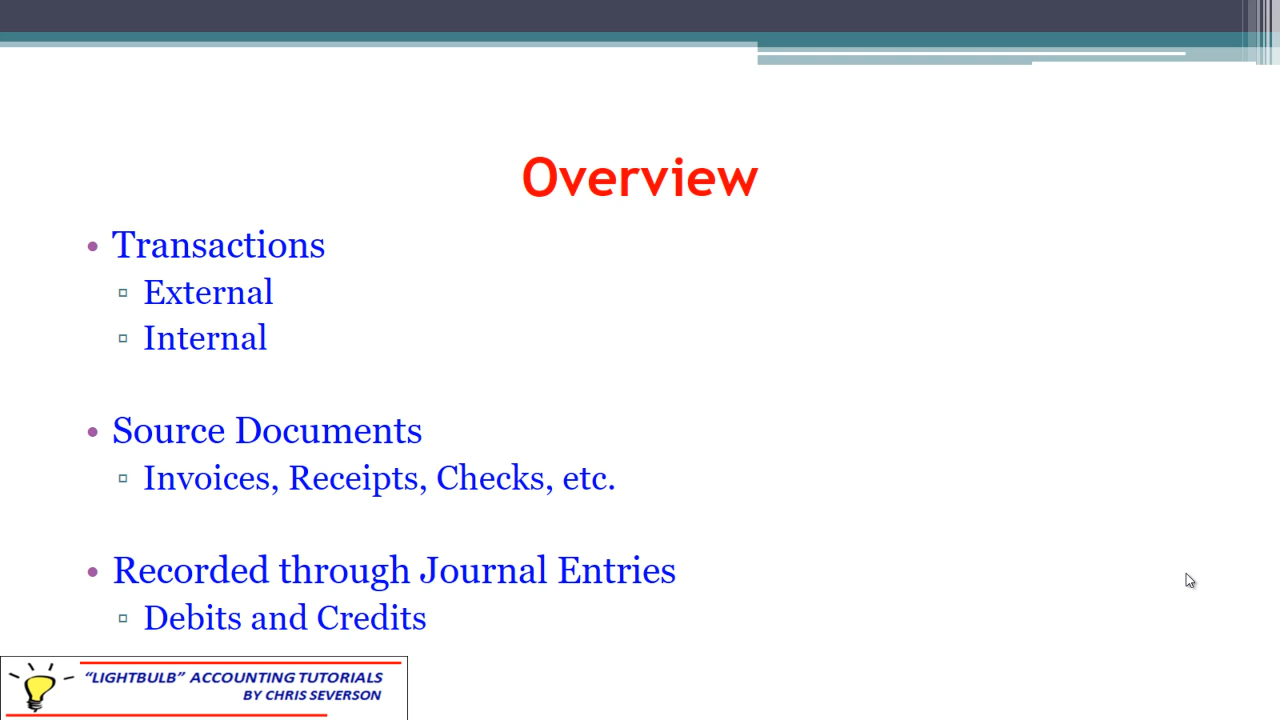 Overview
• Transactions
▫ External
▫ Internal
• Source Documents
▫ Invoices, Receipts, Checks, etc.
• Recorded through Journal Entries
▫ Debits and Credits
“LIGHTBULB” ACCOUNTING TUTORIALS
BY CHRIS SEVERSON